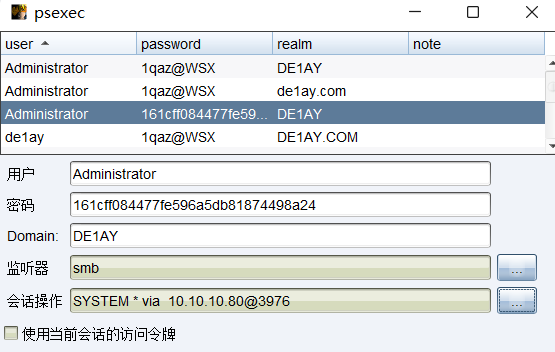 psexec
user password realm note
Administrator 1qaz@WSX DE1AY
Administrator 1qaz@WSX de1ay.com
Administrator 161cff084477fe59... DE1AY
de1ay 1qaz@WSX DE1AY.COM
用户 Administrator
密码 161cff084477fe596a5db81874498a24
Domain: DE1AY
监听器 smb ...
会话操作 SYSTEM * via 10.10.10.80@3976 ...
使用当前会话的访问令牌